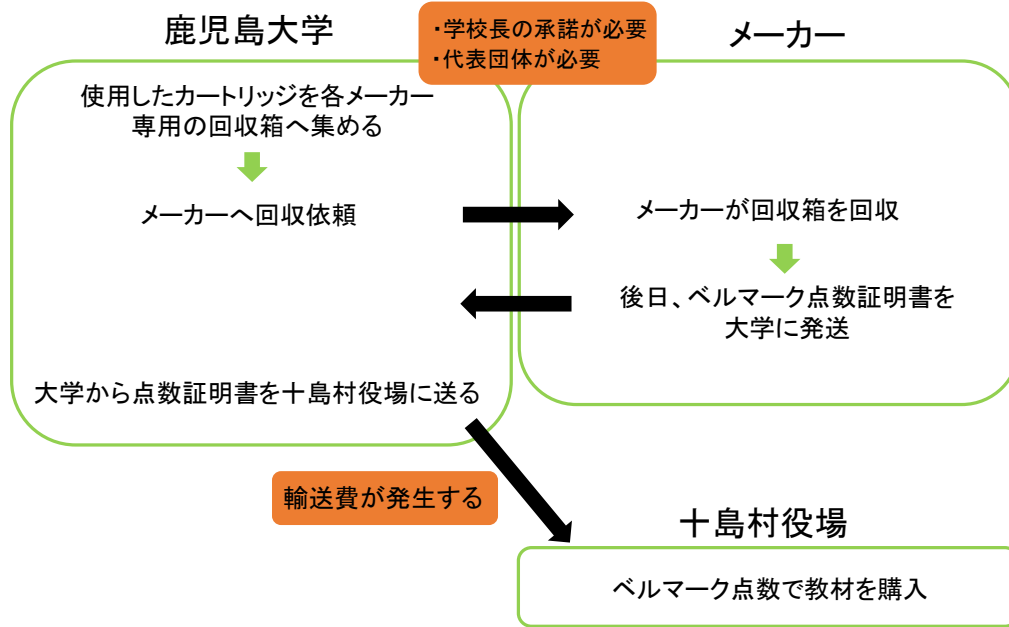 鹿児島大学
・学校長の承諾が必要
・代表団体が必要
メーカー
使用したカートリッジを各メーカー
専用の回収箱へ集める
メーカーへ回収依頼
メーカーが回収箱を回収
後日、ベルマーク点数証明書を
大学に発送
大学から点数証明書を十島村役場に送る
輸送費が発生する
十島村役場
ベルマーク点数で教材を購入